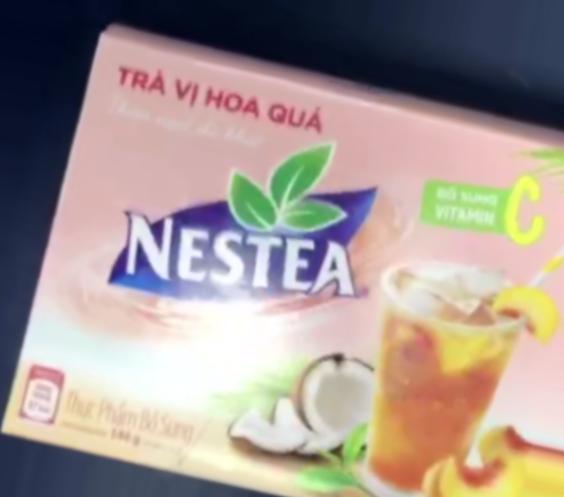 TRÀ VỊ HOA QUẢ
NESTEA
BỔ SUNG
VITAMIN C
Thực Phẩm Bổ Sung